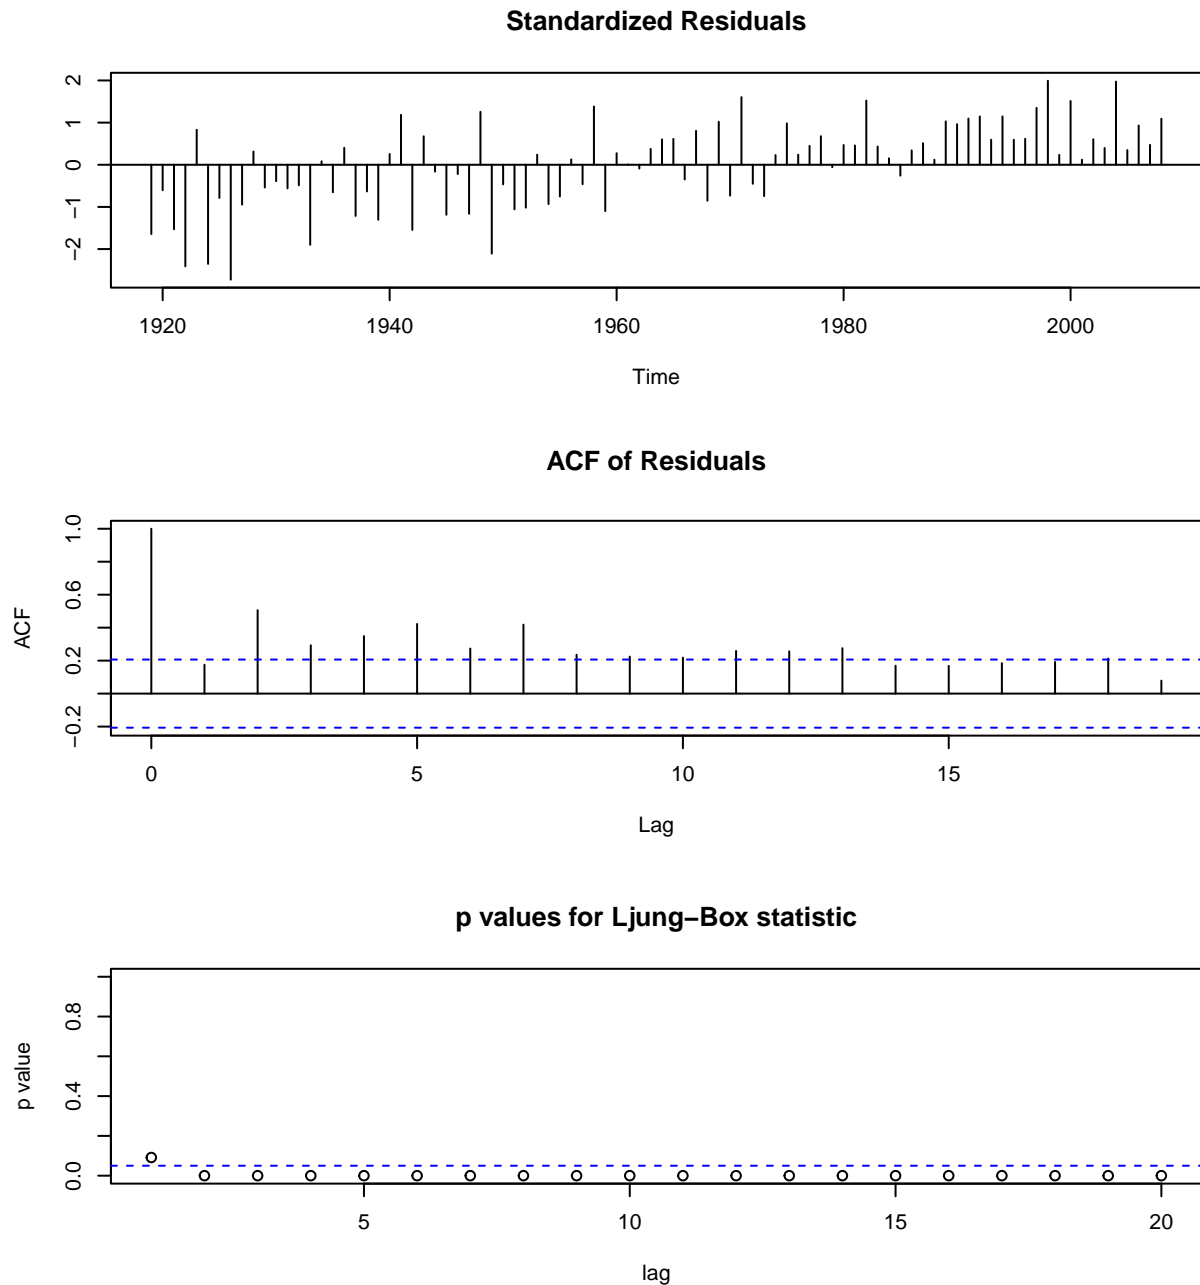 Standardized Residuals
2
1
0
−1
−2
1920 1940 1960 1980 2000
Time
ACF of Residuals
ACF
1.0
0.6
0.2
−0.2
0 5 10 15
Lag
p values for Ljung−Box statistic
p value
0.8
0.4
0.0
5 10 15 20
lag